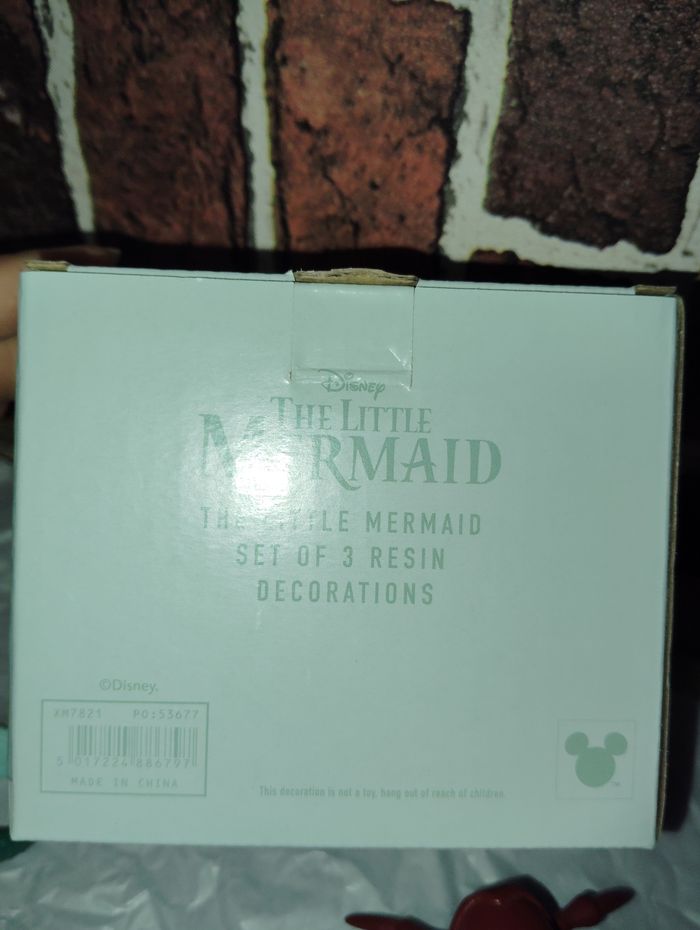 Disney
THE LITTLE
MERMAID
THE LITTLE MERMAID
SET OF 3 RESIN
DECORATIONS
©Disney.
XM7821 PO:53677
5 017224 886797
MADE IN CHINA
This decoration is not a toy, hang out of reach of children.
TM